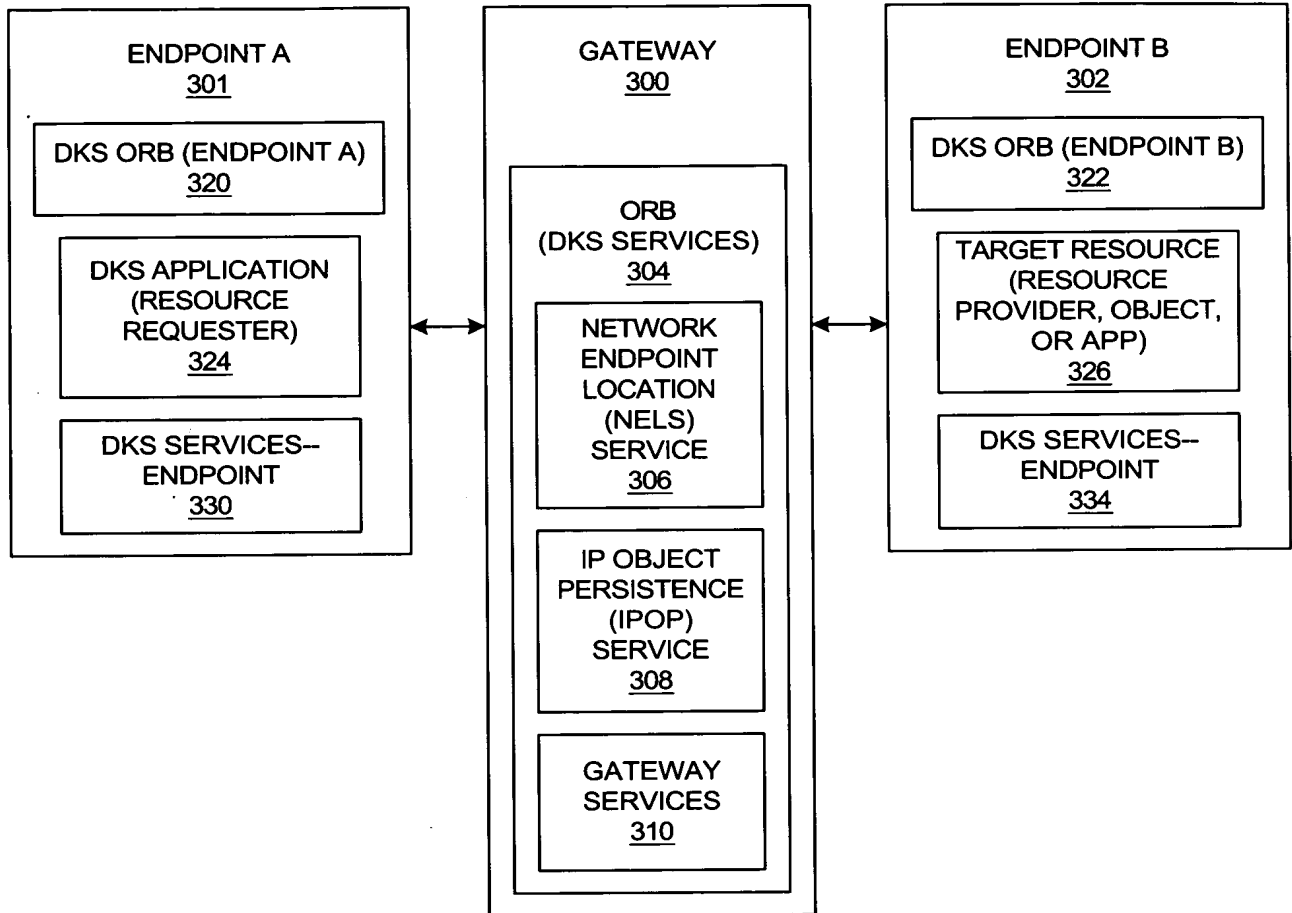 ENDPOINT A
301
DKS ORB (ENDPOINT A)
320
DKS APPLICATION
(RESOURCE
REQUESTER)
324
DKS SERVICES--
ENDPOINT
330
GATEWAY
300
ORB
(DKS SERVICES)
304
NETWORK
ENDPOINT
LOCATION
(NELS)
SERVICE
306
IP OBJECT
PERSISTENCE
(IPOP)
SERVICE
308
GATEWAY
SERVICES
310
ENDPOINT B
302
DKS ORB (ENDPOINT B)
322
TARGET RESOURCE
(RESOURCE
PROVIDER, OBJECT,
OR APP)
326
DKS SERVICES--
ENDPOINT
334